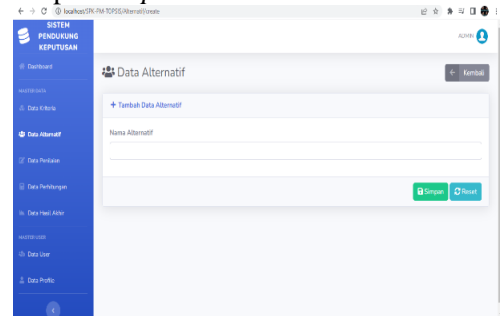 localhost/SPK-FM-TOPSIS/Alternatif/create
SISTEM
PENDUKUNG
KEPUTUSAN
ADMIN
Dashboard
Data Alternatif
Kembali
MASTER DATA
Data Kriteria
+ Tambah Data Alternatif
Data Alternatif
Nama Alternatif
Data Penilaian
Data Perhitungan
Simpan
Reset
Data Hasil Akhir
MASTER USER
Data User
Data Profile